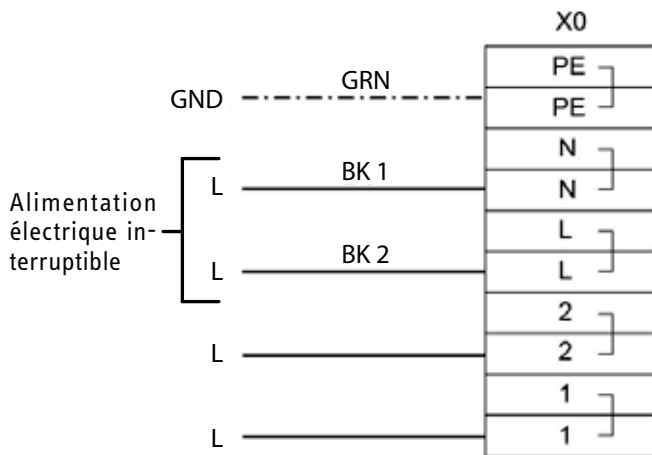 X0
PE
GRN
GND
PE
N
BK 1
L
N
Alimentation
électrique in-
terruptible
L
BK 2
L
L
2
L
2
1
L
1